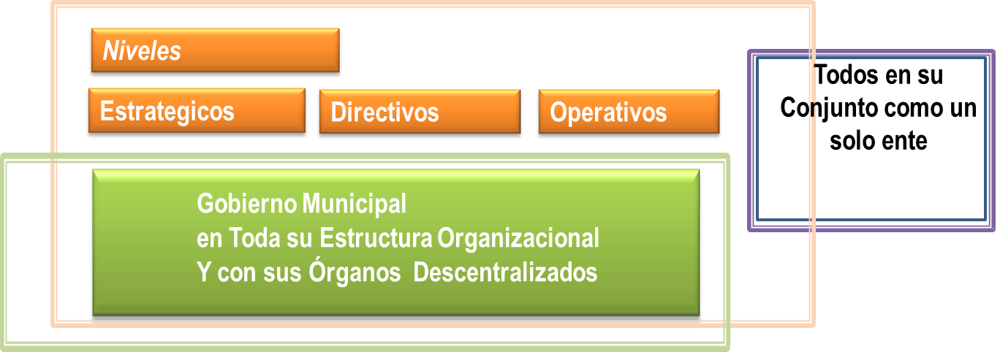 Niveles
Estrategicos
Directivos
Operativos
Todos en su
Conjunto como un
solo ente
Gobierno Municipal
en Toda su Estructura Organizacional
Y con sus Órganos Descentralizados